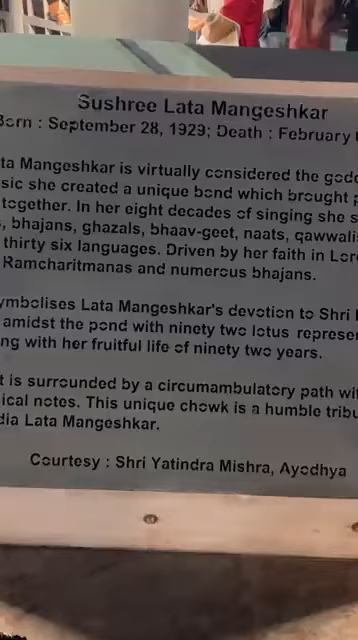 Sushree Lata Mangeshkar
Born : September 28, 1929; Death : February
ta Mangeshkar is virtually considered the godd
sic she created a unique bond which brought p
together. In her eight decades of singing she s
, bhajans, ghazals, bhaav-geet, naats, qawwali
thirty six languages. Driven by her faith in Lor
Ramcharitmanas and numerous bhajans.
ymbolises Lata Mangeshkar's devotion to Shri
amidst the pond with ninety two lotus represen
ng with her fruitful life of ninety two years.
t is surrounded by a circumambulatory path wi
ical notes. This unique chowk is a humble tribu
dia Lata Mangeshkar.
Courtesy : Shri Yatindra Mishra, Ayodhya